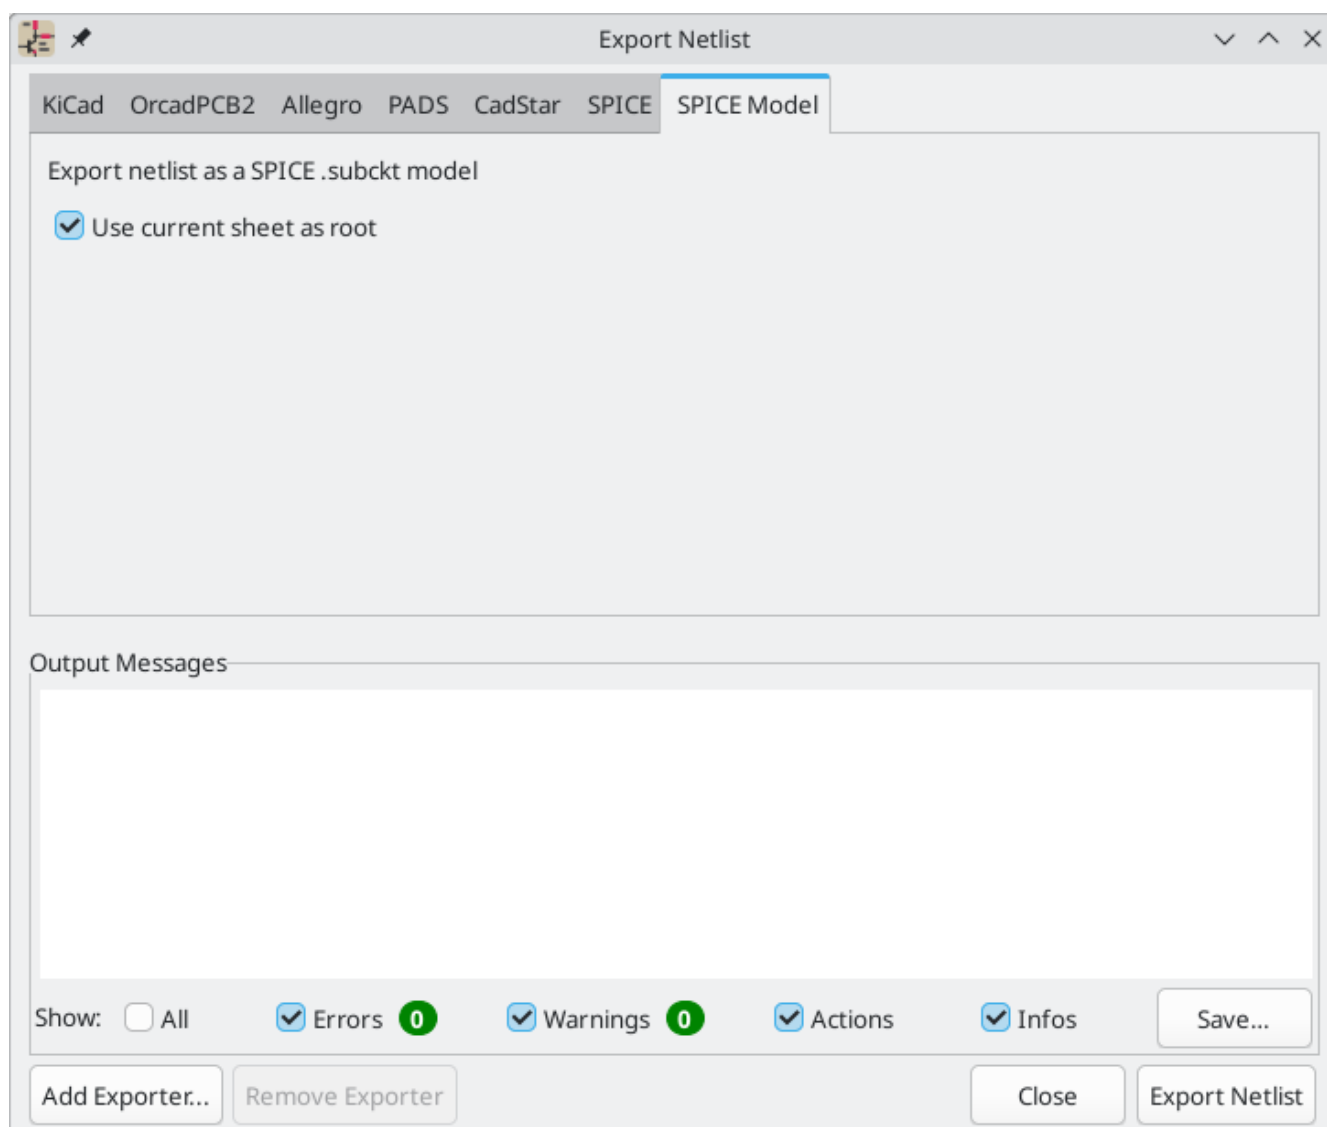 Export Netlist
KiCad OrcadPCB2 Allegro PADS CadStar SPICE SPICE Model
Export netlist as a SPICE .subckt model
Use current sheet as root
Output Messages
Show: All Errors 0 Warnings 0 Actions Infos Save...
Add Exporter... Remove Exporter Close Export Netlist